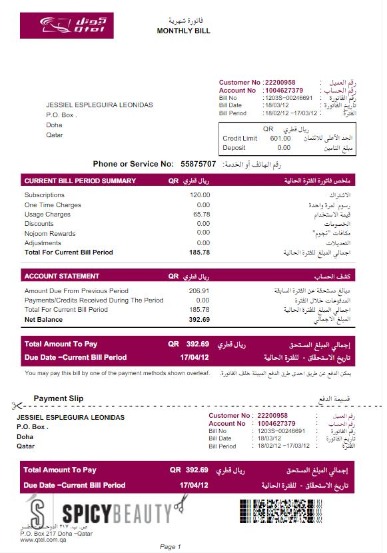 كيوتل
Qtel
فاتورة شهرية
MONTHLY BILL
Customer No :22200958 : رقم العميل
Account No :1004627379 : رقم الحساب
Bill No :1203S-00246691 : رقم الفاتورة
Bill Date :18/03/12 : تاريخ الفاتورة
Bill Period :18/02/12 -17/03/12 : الفترة
JESSIEL ESPLEGUIRA LEONIDAS
P.O. Box .
Doha
Qatar
QR ريال قطري
Credit Limit 601.00 الحد الأعلى للائتمان
Deposit 0.00 مبلغ التأمين
Phone or Service No: 55875707 رقم الهاتف أو الخدمة:
CURRENT BILL PERIOD SUMMARY QR ريال قطري ملخص فاتورة الفترة الحالية
Subscriptions 120.00 الاشتراك
One Time Charges 0.00 رسوم لمرة واحدة
Usage Charges 65.78 قيمة الاستخدام
Discounts 0.00 الخصومات
Nojoom Rewards 0.00 مكافآت "نجوم"
Adjustments 0.00 التعديلات
Total For Current Bill Period 185.78 إجمالي المبلغ للفترة الحالية
ACCOUNT STATEMENT QR ريال قطري كشف الحساب
Amount Due From Previous Period 206.91 مبالغ مستحقة عن الفترة السابقة
Payments/Credits Received During The Period 0.00 المدفوعات خلال الفترة
Total For Current Bill Period 185.78 إجمالي المبلغ للفترة الحالية
Net Balance 392.69 المبلغ الاجمالي
Total Amount To Pay QR 392.69 ريال قطري إجمالي المبلغ المستحق
Due Date -Current Bill Period 17/04/12 تاريخ الاستحقاق - للفترة الحالية
You may pay this bill by one of the payment methods shown overleaf. يمكن الدفع عن طريق احدى طرق الدفع المبينة خلف الفاتورة.
Payment Slip قسيمة الدفع
JESSIEL ESPLEGUIRA LEONIDAS
P.O. Box .
Doha
Qatar
Customer No : 22200958 : رقم العميل
Account No : 1004627379 : رقم الحساب
Bill No : 1203S-00246691 : رقم الفاتورة
Bill Date : 18/03/12 : تاريخ الفاتورة
Bill Period : 18/02/12 -17/03/12 : الفترة
Total Amount To Pay QR 392.69 ريال قطري إجمالي المبلغ المستحق
Due Date -Current Bill Period 17/04/12 تاريخ الاستحقاق - للفترة الحالية
SPICYBEAUTY
P.O. Box 217 Doha -Qatar
www.qtel.com.qa
Page 1